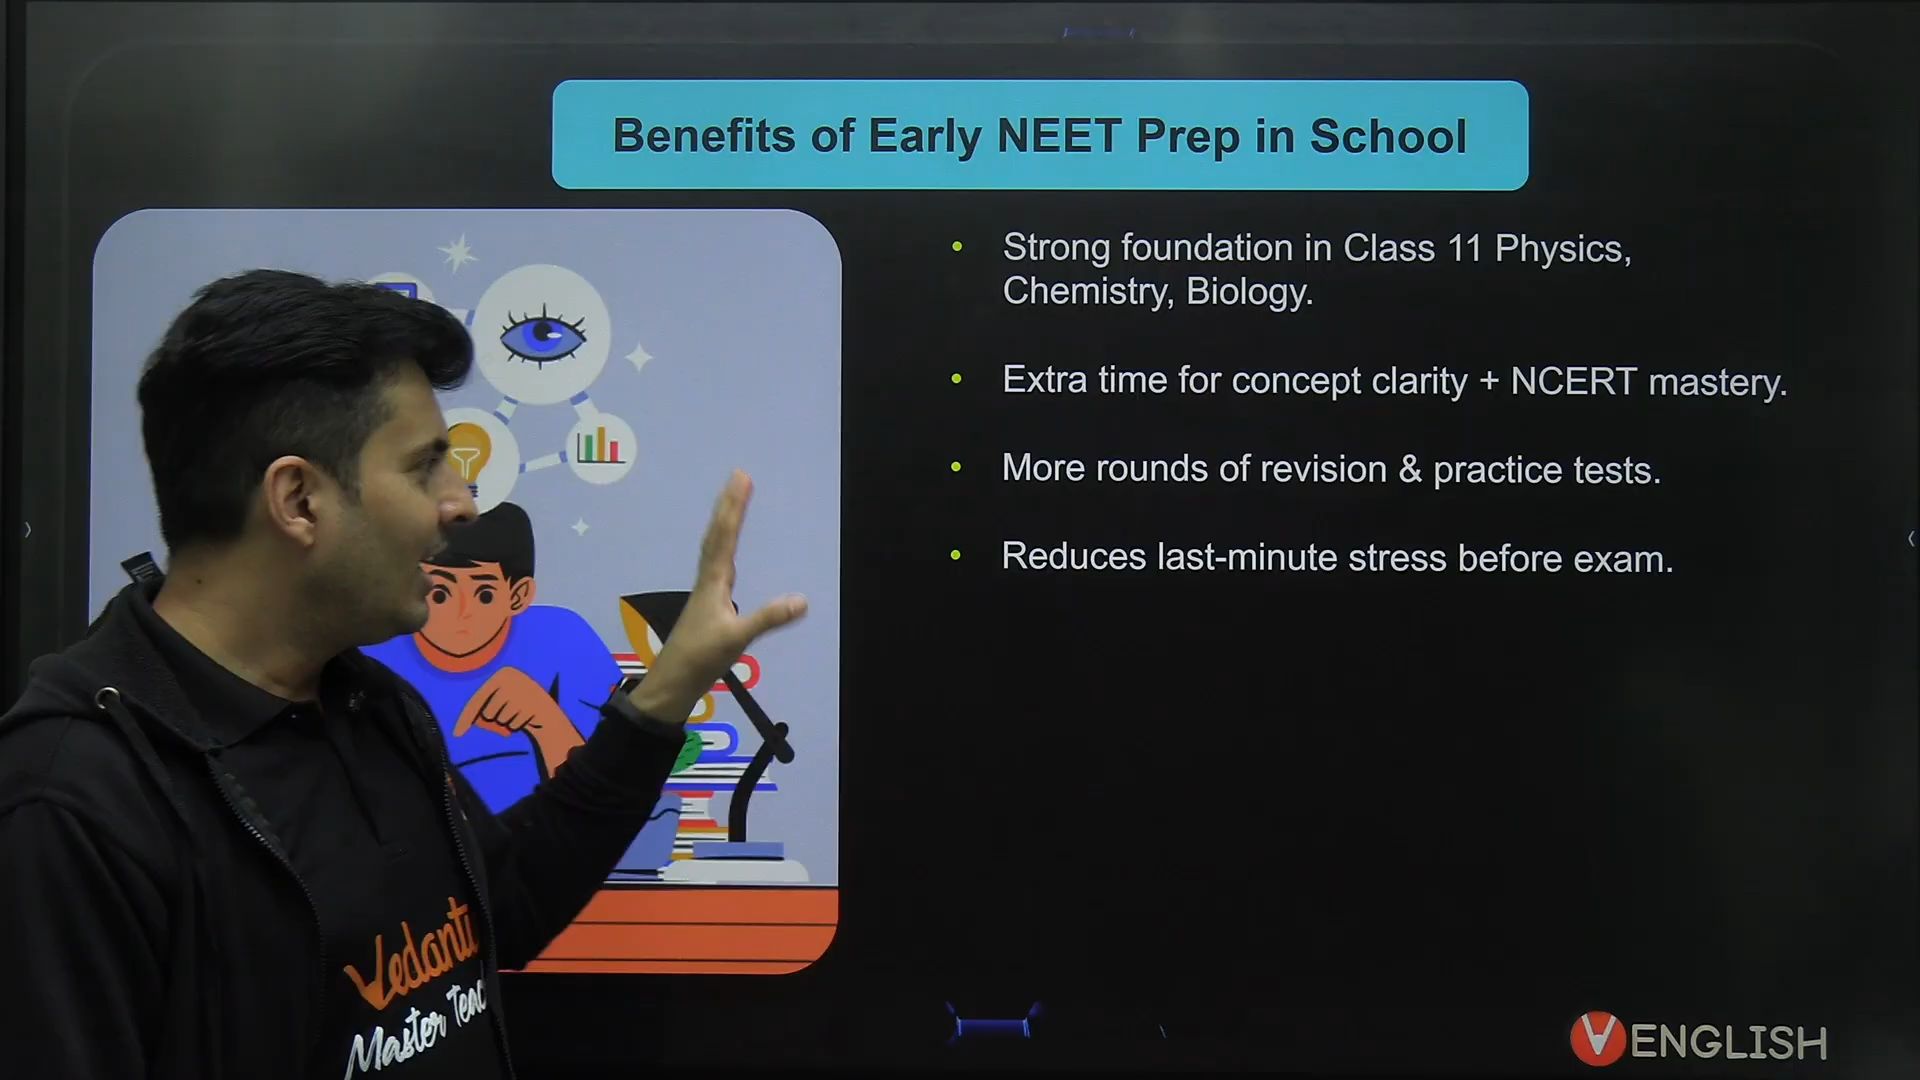 Benefits of Early NEET Prep in School
• Strong foundation in Class 11 Physics,
Chemistry, Biology.
• Extra time for concept clarity + NCERT mastery.
• More rounds of revision & practice tests.
• Reduces last-minute stress before exam.
Vedantu
Master Teac
V ENGLISH